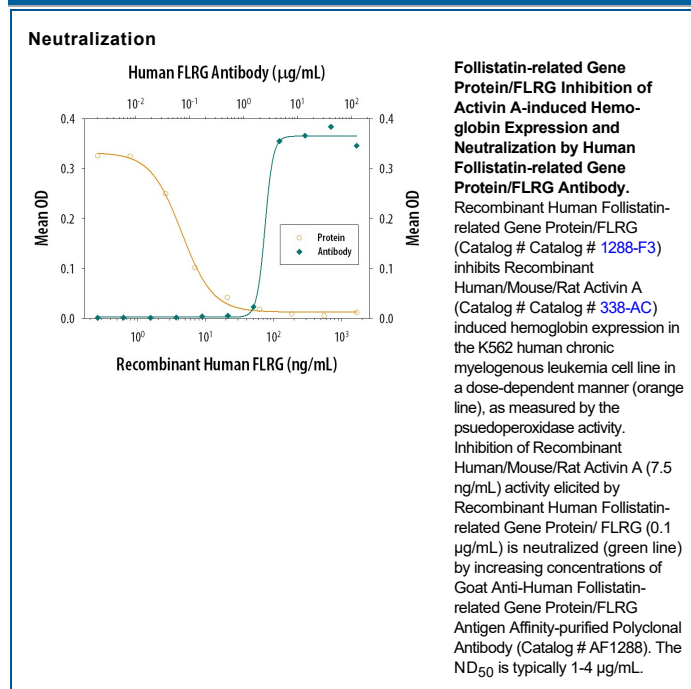 Neutralization
Human FLRG Antibody (μg/mL)
10-2 10-1 100 101 102
0.4 0.4
0.3 0.3
0.2 0.2
0.1 0.1
0.0 0.0
Mean OD
Mean OD
Protein
Antibody
100 101 102 103
Recombinant Human FLRG (ng/mL)
Follistatin-related Gene
Protein/FLRG Inhibition of
Activin A-induced Hemo-
globin Expression and
Neutralization by Human
Follistatin-related Gene
Protein/FLRG Antibody.
Recombinant Human Follistatin-
related Gene Protein/FLRG
(Catalog # Catalog # 1288-F3)
inhibits Recombinant
Human/Mouse/Rat Activin A
(Catalog # Catalog # 338-AC)
induced hemoglobin expression in
the K562 human chronic
myelogenous leukemia cell line in
a dose-dependent manner (orange
line), as measured by the
psuedoperoxidase activity.
Inhibition of Recombinant
Human/Mouse/Rat Activin A (7.5
ng/mL) activity elicited by
Recombinant Human Follistatin-
related Gene Protein/ FLRG (0.1
μg/mL) is neutralized (green line)
by increasing concentrations of
Goat Anti-Human Follistatin-
related Gene Protein/FLRG
Antigen Affinity-purified Polyclonal
Antibody (Catalog # AF1288). The
ND50 is typically 1-4 μg/mL.